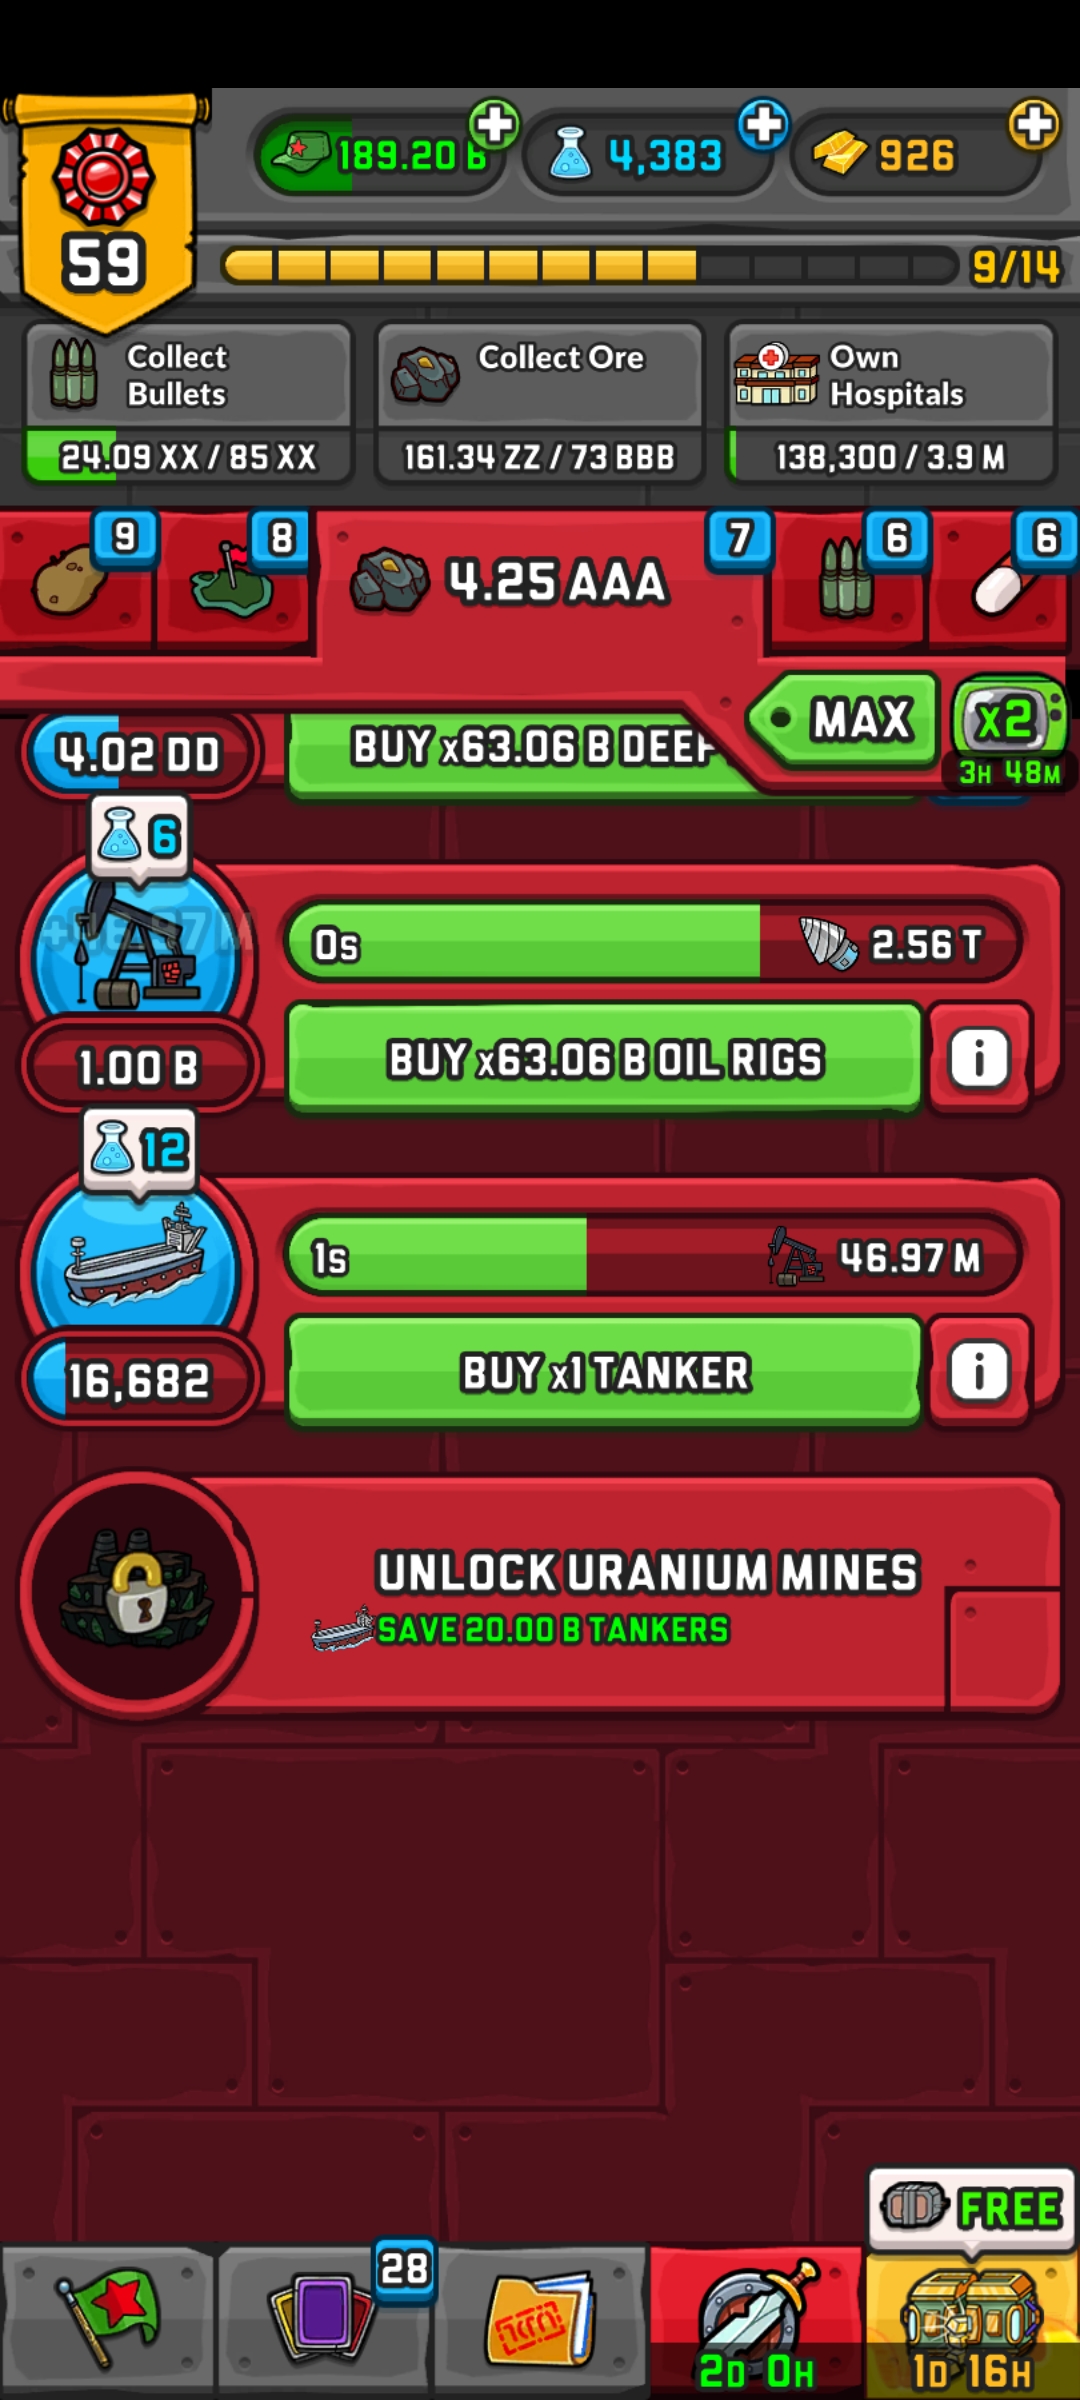 189.20 B
4,383
926
59
9/14
Collect
Bullets
24.09 XX / 85 XX
Collect Ore
161.34 ZZ / 73 BBB
Own
Hospitals
138,300 / 3.9 M
9
8
4.25 AAA
7
6
6
MAX
x2
3H 48M
4.02 DD
BUY x63.06 B DEEP
6
+46.97 M
0s
2.56 T
1.00 B
BUY x63.06 B OIL RIGS
i
12
1s
46.97 M
16,682
BUY x1 TANKER
i
UNLOCK URANIUM MINES
SAVE 20.00 B TANKERS
FREE
28
2D 0H
1D 16H